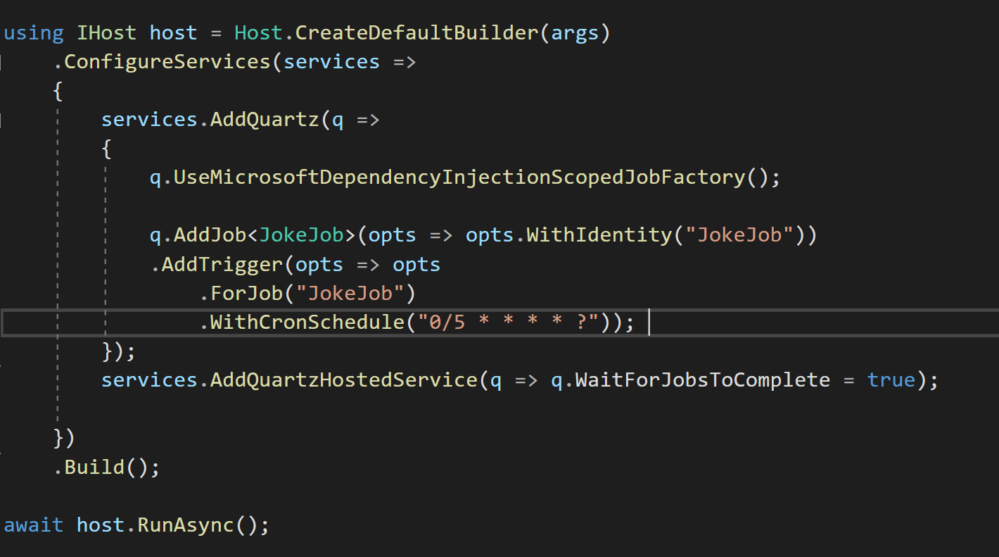 using IHost host = Host.CreateDefaultBuilder(args)
    .ConfigureServices(services =>
    {
        services.AddQuartz(q =>
        {
            q.UseMicrosoftDependencyInjectionScopedJobFactory();

            q.AddJob<JokeJob>(opts => opts.WithIdentity("JokeJob"))
            .AddTrigger(opts => opts
                .ForJob("JokeJob")
                .WithCronSchedule("0/5 * * * * ?"));
        });
        services.AddQuartzHostedService(q => q.WaitForJobsToComplete = true);

    })
    .Build();

await host.RunAsync();